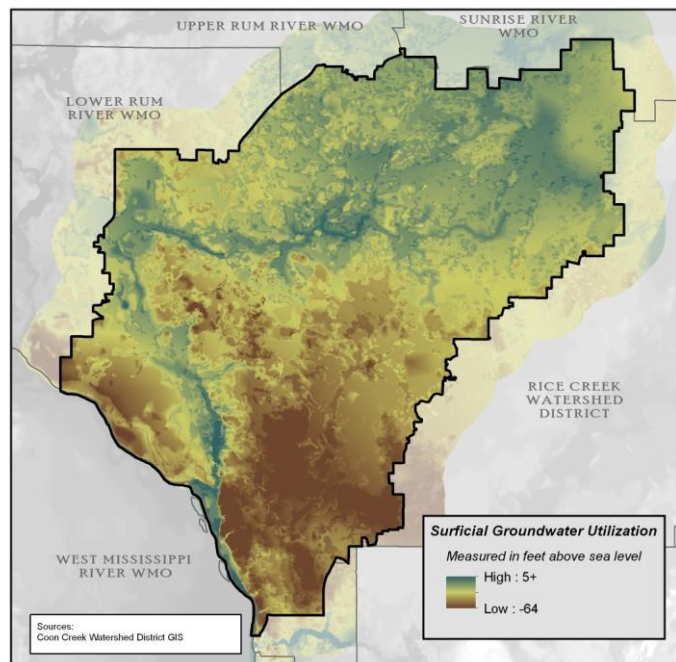 UPPER RUM RIVER WMO
SUNRISE RIVER
WMO
LOWER RUM
RIVER WMO
RICE CREEK
WATERSHED
DISTRICT
WEST MISSISSIPPI
RIVER WMO
Surficial Groundwater Utilization
Measured in feet above sea level
High : 5+
Low : -64
Sources:
Coon Creek Watershed District GIS